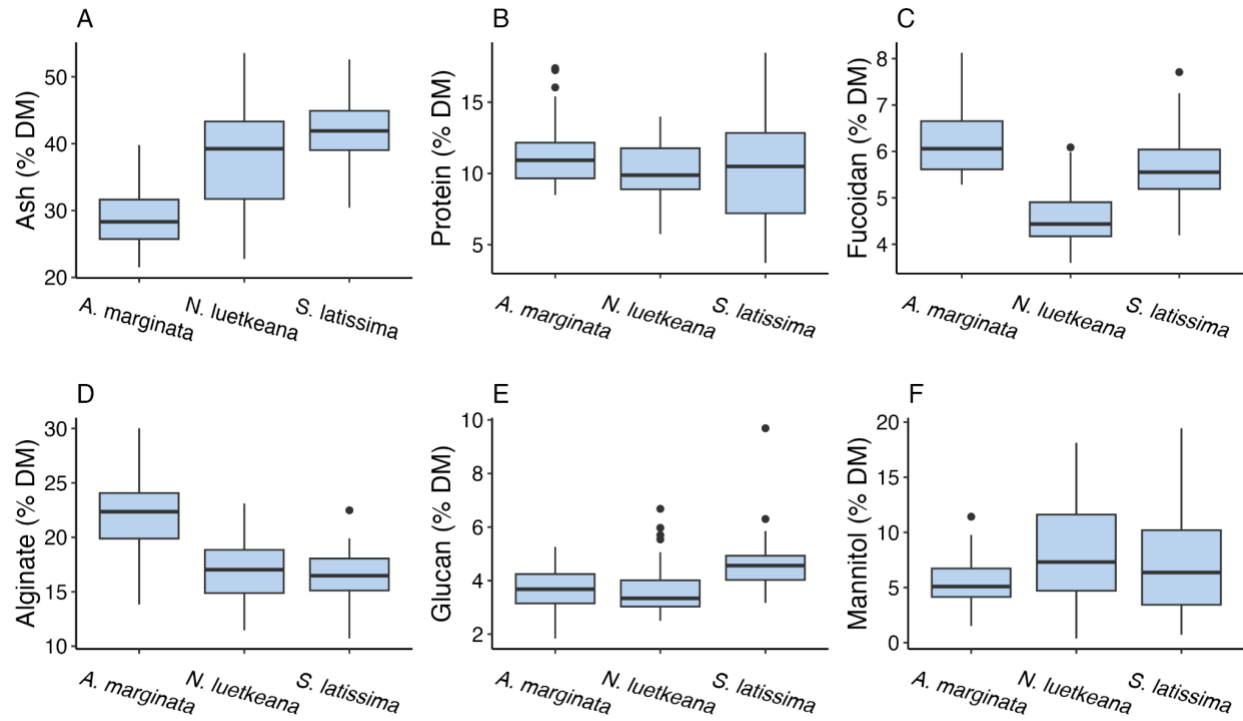 A
Ash (% DM)
50
40
30
20
A. marginata
N. luetkeana
S. latissima
B
Protein (% DM)
15
10
5
A. marginata
N. luetkeana
S. latissima
C
Fucoidan (% DM)
8
7
6
5
4
A. marginata
N. luetkeana
S. latissima
D
Alginate (% DM)
30
25
20
15
10
A. marginata
N. luetkeana
S. latissima
E
Glucan (% DM)
10
8
6
4
2
A. marginata
N. luetkeana
S. latissima
F
Mannitol (% DM)
20
15
10
5
0
A. marginata
N. luetkeana
S. latissima